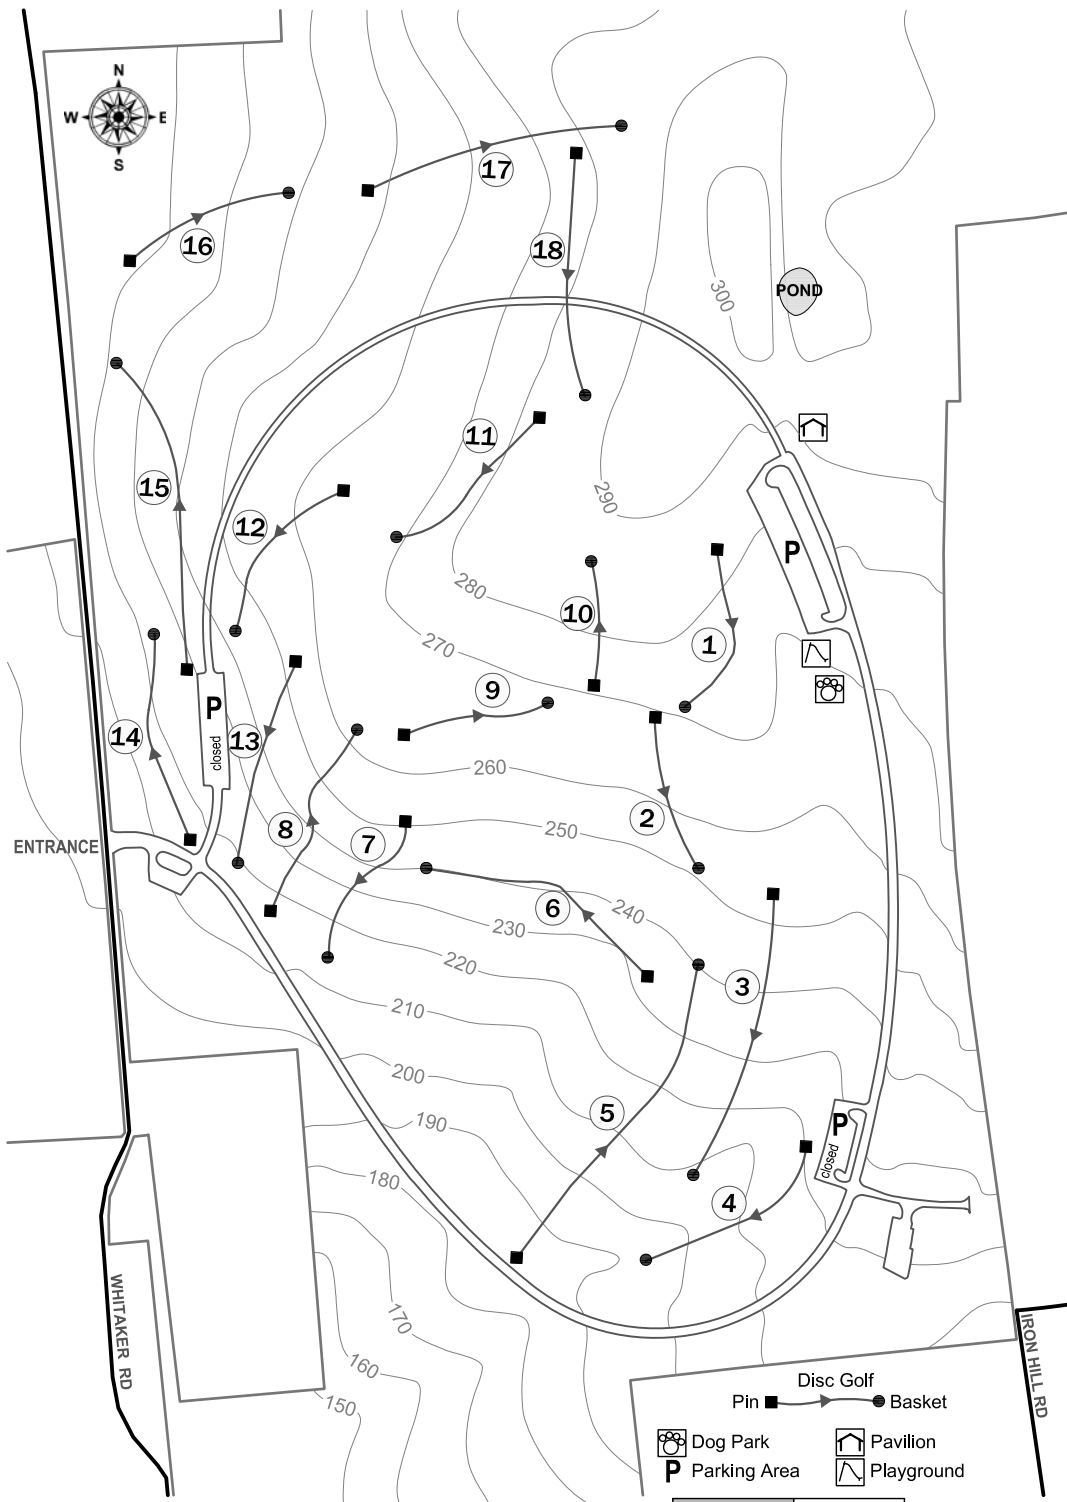 N
W E
S
17
16
18
300
POND
11
290
15
12
280
10
1
270
9
P
P
closed
14
13
260
2
250
8
7
ENTRANCE
6
240
230
220
3
210
200
190
5
P
closed
180
4
170
160
150
WHITAKER RD
IRON HILL RD
Disc Golf
Pin Basket
Dog Park Pavilion
P Parking Area Playground